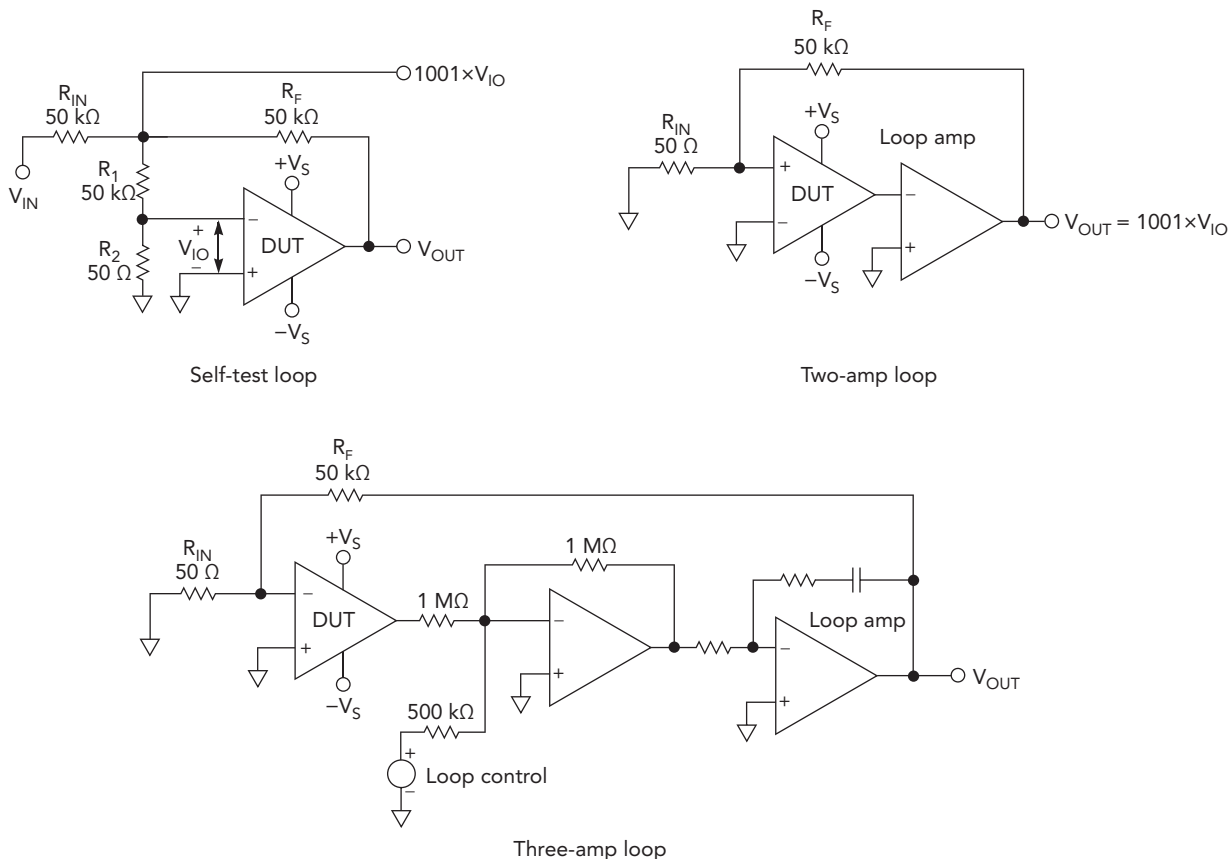 1001×V_IO
R_IN
50 kΩ
R_F
50 kΩ
R_1
50 kΩ
+V_S
V_IN
−
+
V_IO
−
DUT
+
V_OUT
R_2
50 Ω
−V_S
Self-test loop
R_F
50 kΩ
+V_S
Loop amp
R_IN
50 Ω
+
DUT
−
−
+
V_OUT = 1001×V_IO
−V_S
Two-amp loop
R_F
50 kΩ
+V_S
R_IN
50 Ω
1 MΩ
−
DUT
+
1 MΩ
−
+
Loop amp
−
+
V_OUT
−V_S
500 kΩ
+
Loop control
−
Three-amp loop